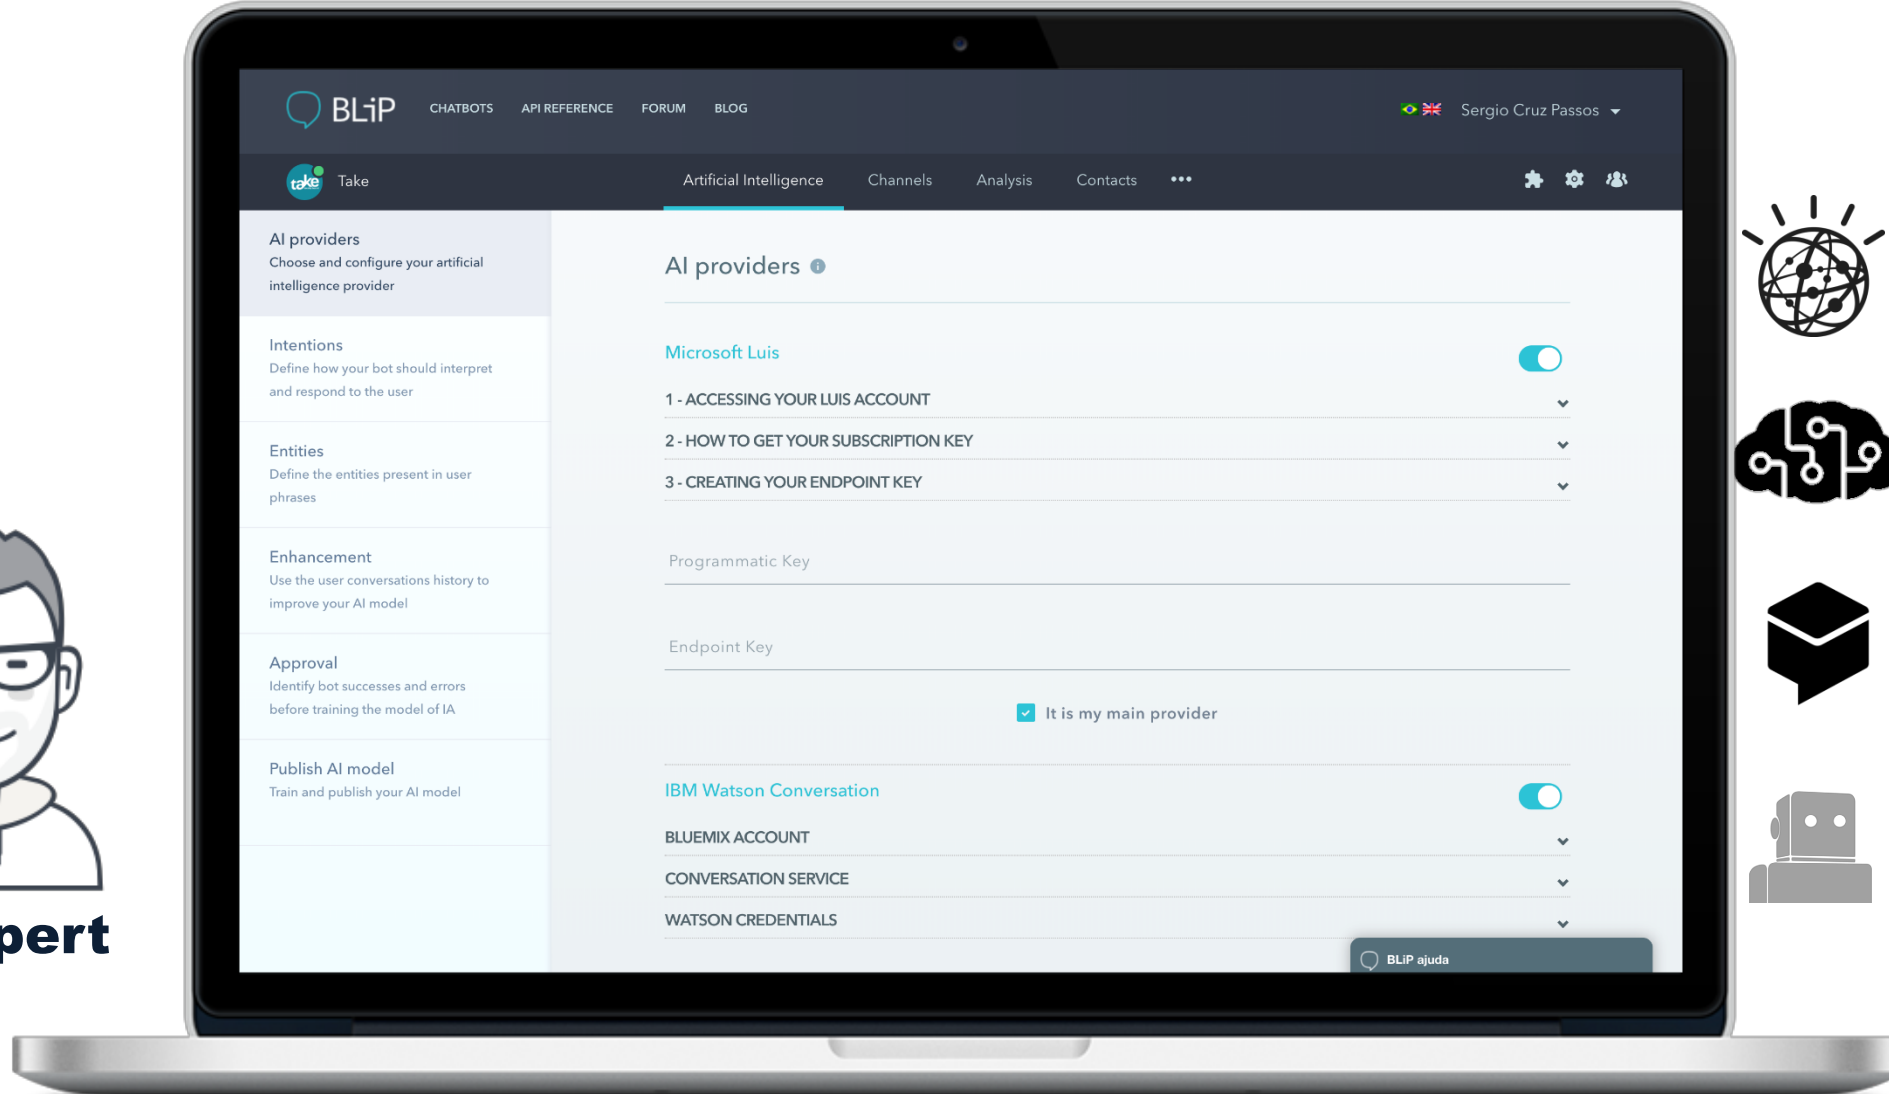 BLiP CHATBOTS API REFERENCE FORUM BLOG Sergio Cruz Passos
take Take Artificial Intelligence Channels Analysis Contacts •••
AI providers
Choose and configure your artificial
intelligence provider
Intentions
Define how your bot should interpret
and respond to the user
Entities
Define the entities present in user
phrases
Enhancement
Use the user conversations history to
improve your AI model
Approval
Identify bot successes and errors
before training the model of IA
Publish AI model
Train and publish your AI model
AI providers
Microsoft Luis
1 - ACCESSING YOUR LUIS ACCOUNT
2 - HOW TO GET YOUR SUBSCRIPTION KEY
3 - CREATING YOUR ENDPOINT KEY
Programmatic Key
Endpoint Key
It is my main provider
IBM Watson Conversation
BLUEMIX ACCOUNT
CONVERSATION SERVICE
WATSON CREDENTIALS
BLiP ajuda
pert